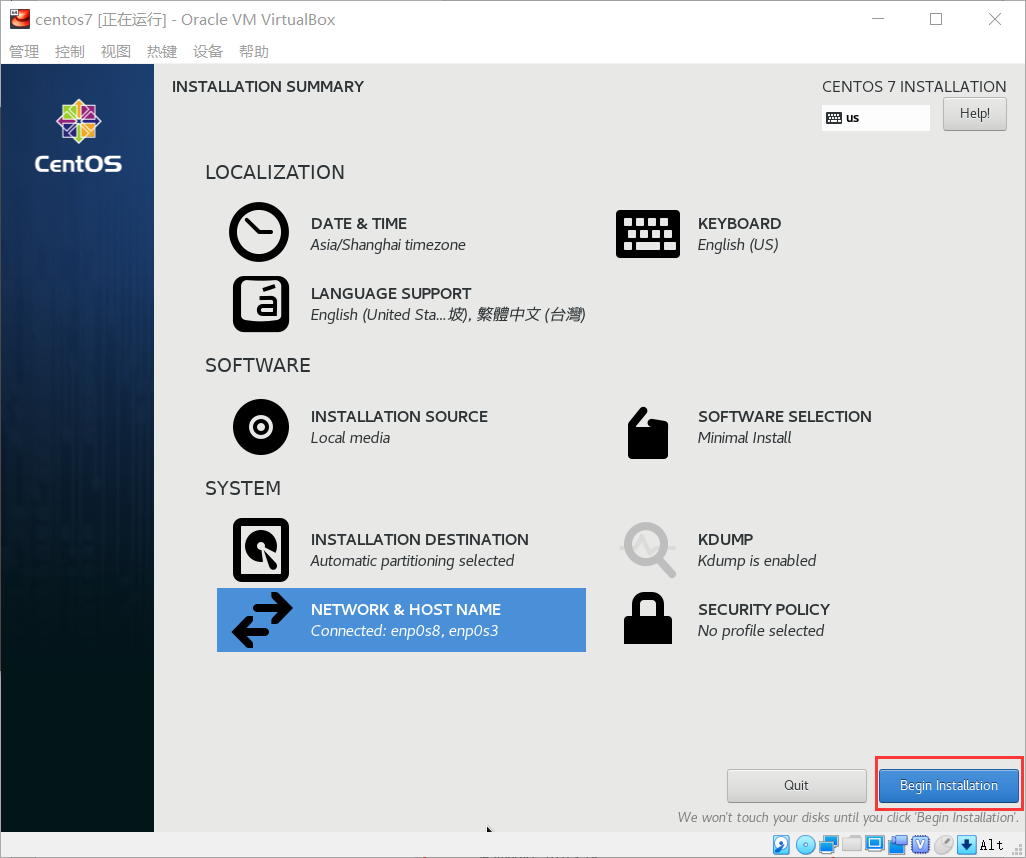 centos7 [正在运行] - Oracle VM VirtualBox
管理 控制 视图 热键 设备 帮助
INSTALLATION SUMMARY
CENTOS 7 INSTALLATION
us
Help!
CentOS
LOCALIZATION
DATE & TIME
Asia/Shanghai timezone
KEYBOARD
English (US)
LANGUAGE SUPPORT
English (United Sta...坡), 繁體中文 (台灣)
SOFTWARE
INSTALLATION SOURCE
Local media
SOFTWARE SELECTION
Minimal Install
SYSTEM
INSTALLATION DESTINATION
Automatic partitioning selected
KDUMP
Kdump is enabled
NETWORK & HOST NAME
Connected: enp0s8, enp0s3
SECURITY POLICY
No profile selected
Quit
Begin Installation
We won't touch your disks until you click 'Begin Installation'.
Alt